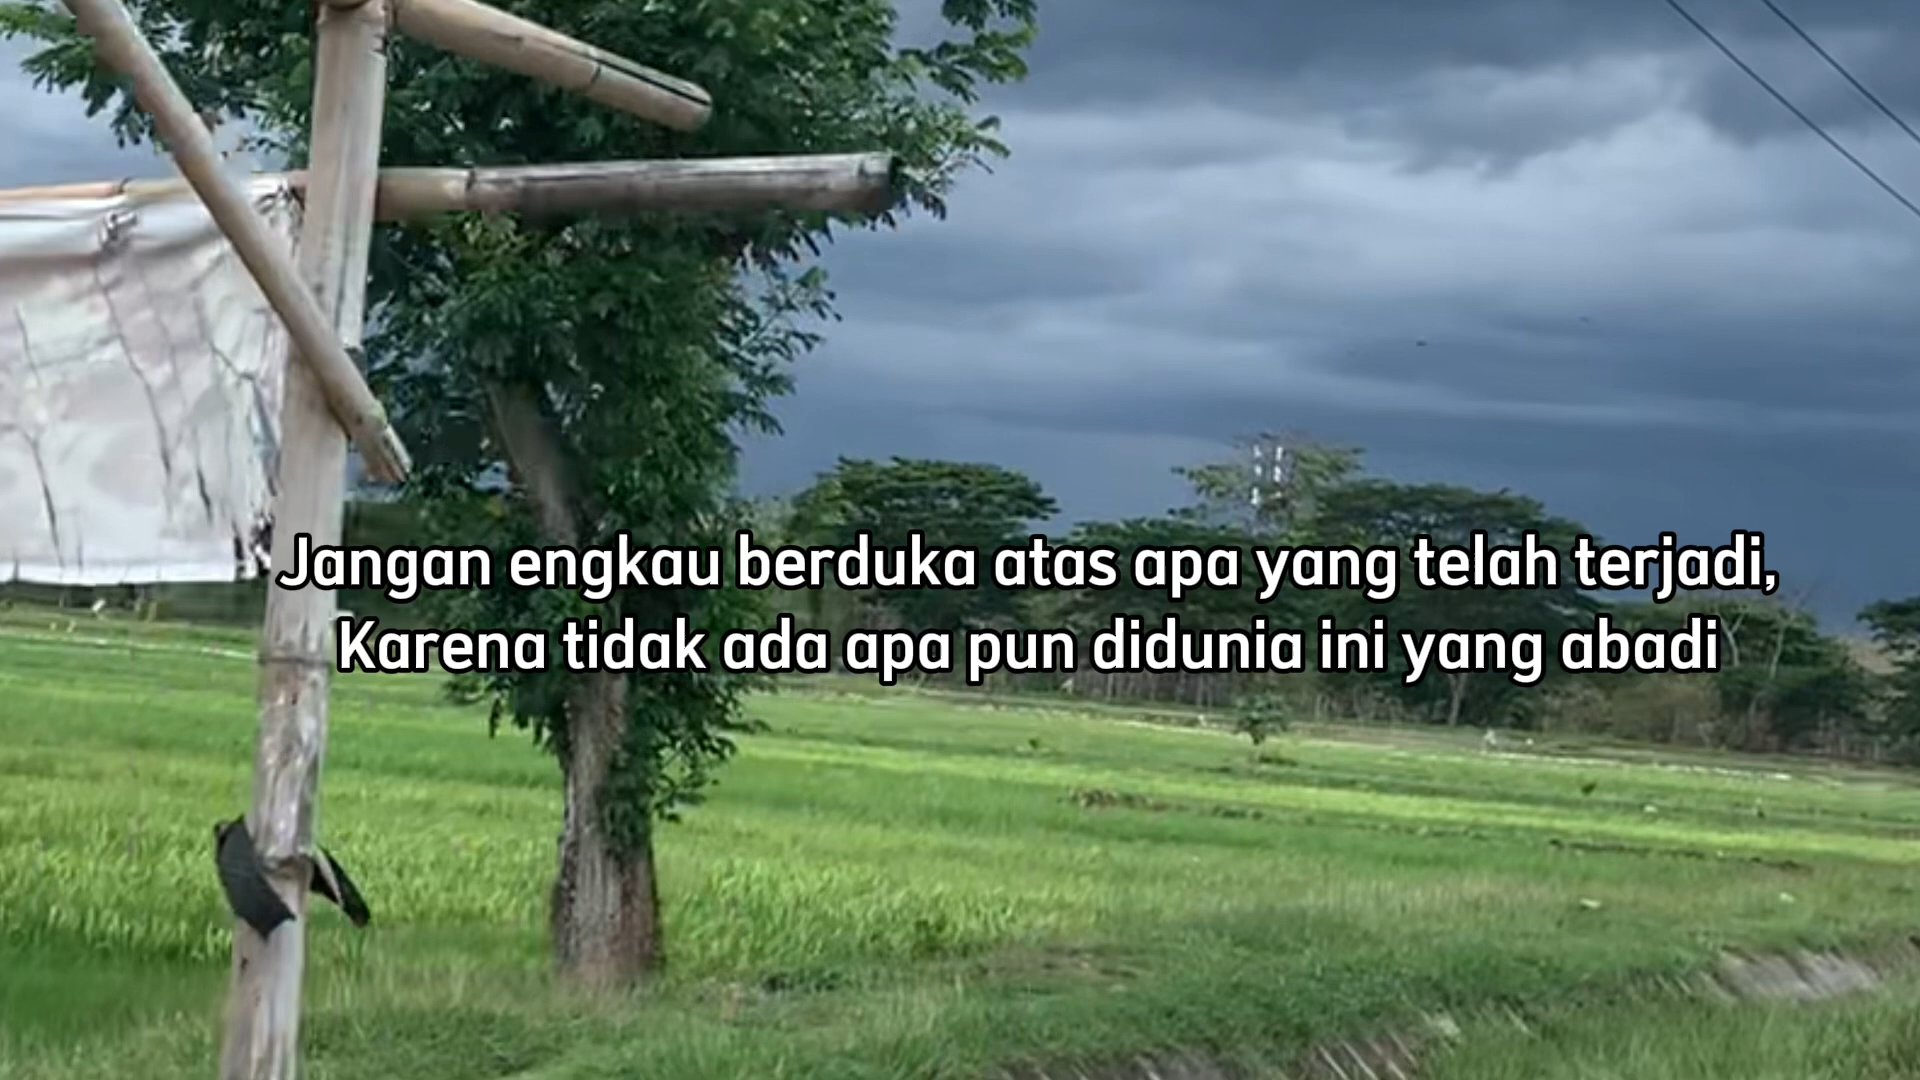 Jangan engkau berduka atas apa yang telah terjadi,
Karena tidak ada apa pun didunia ini yang abadi